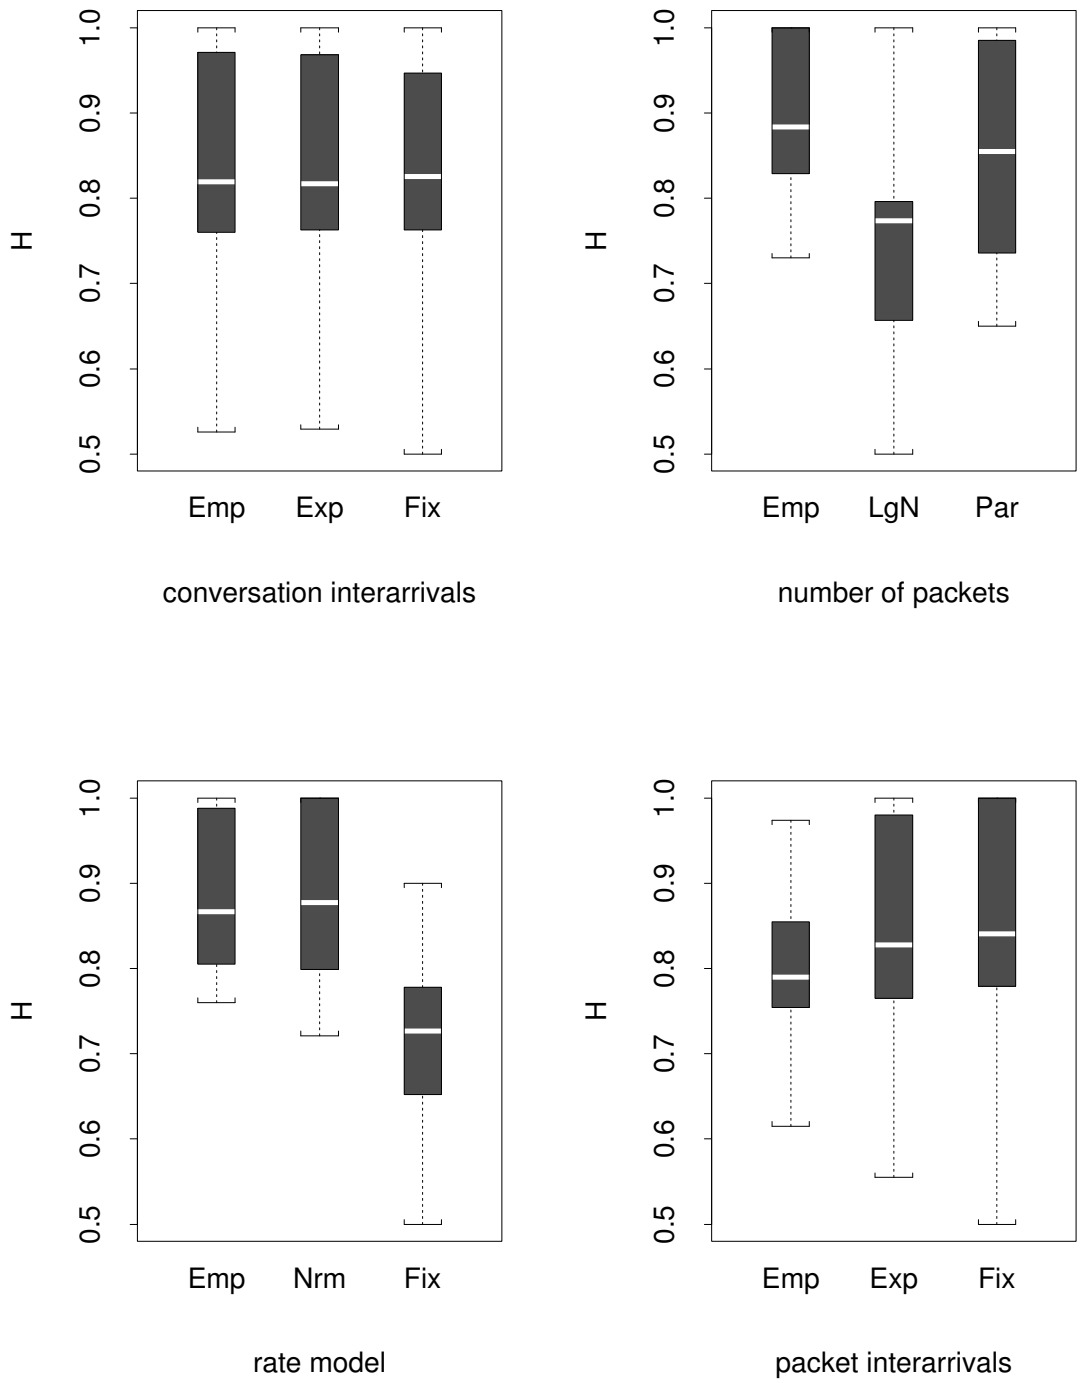 H
1.0
0.9
0.8
0.7
0.6
0.5
Emp Exp Fix
conversation interarrivals
H
1.0
0.9
0.8
0.7
0.6
0.5
Emp LgN Par
number of packets
H
1.0
0.9
0.8
0.7
0.6
0.5
Emp Nrm Fix
rate model
H
1.0
0.9
0.8
0.7
0.6
0.5
Emp Exp Fix
packet interarrivals